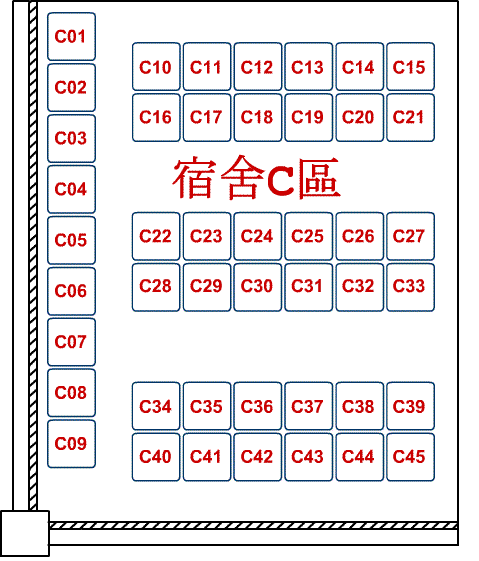 C01
C02
C03
C04
C05
C06
C07
C08
C09
C10 C11 C12 C13 C14 C15
C16 C17 C18 C19 C20 C21
宿舍C區
C22 C23 C24 C25 C26 C27
C28 C29 C30 C31 C32 C33
C34 C35 C36 C37 C38 C39
C40 C41 C42 C43 C44 C45